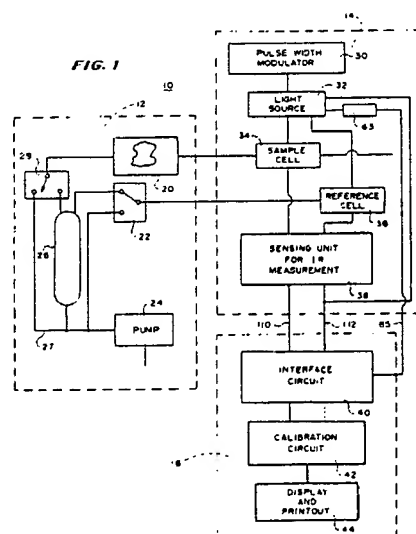 FIG. 1
10
12
14
PULSE WIDTH
MODULATOR
30
LIGHT
SOURCE
32
63
34
SAMPLE
CELL
29
20
22
REFERENCE
CELL
36
26
SENSING UNIT
FOR IR
MEASUREMENT
38
24
PUMP
27
110
112
85
INTERFACE
CIRCUIT
40
CALIBRATION
CIRCUIT
42
16
DISPLAY
AND
PRINTOUT
44